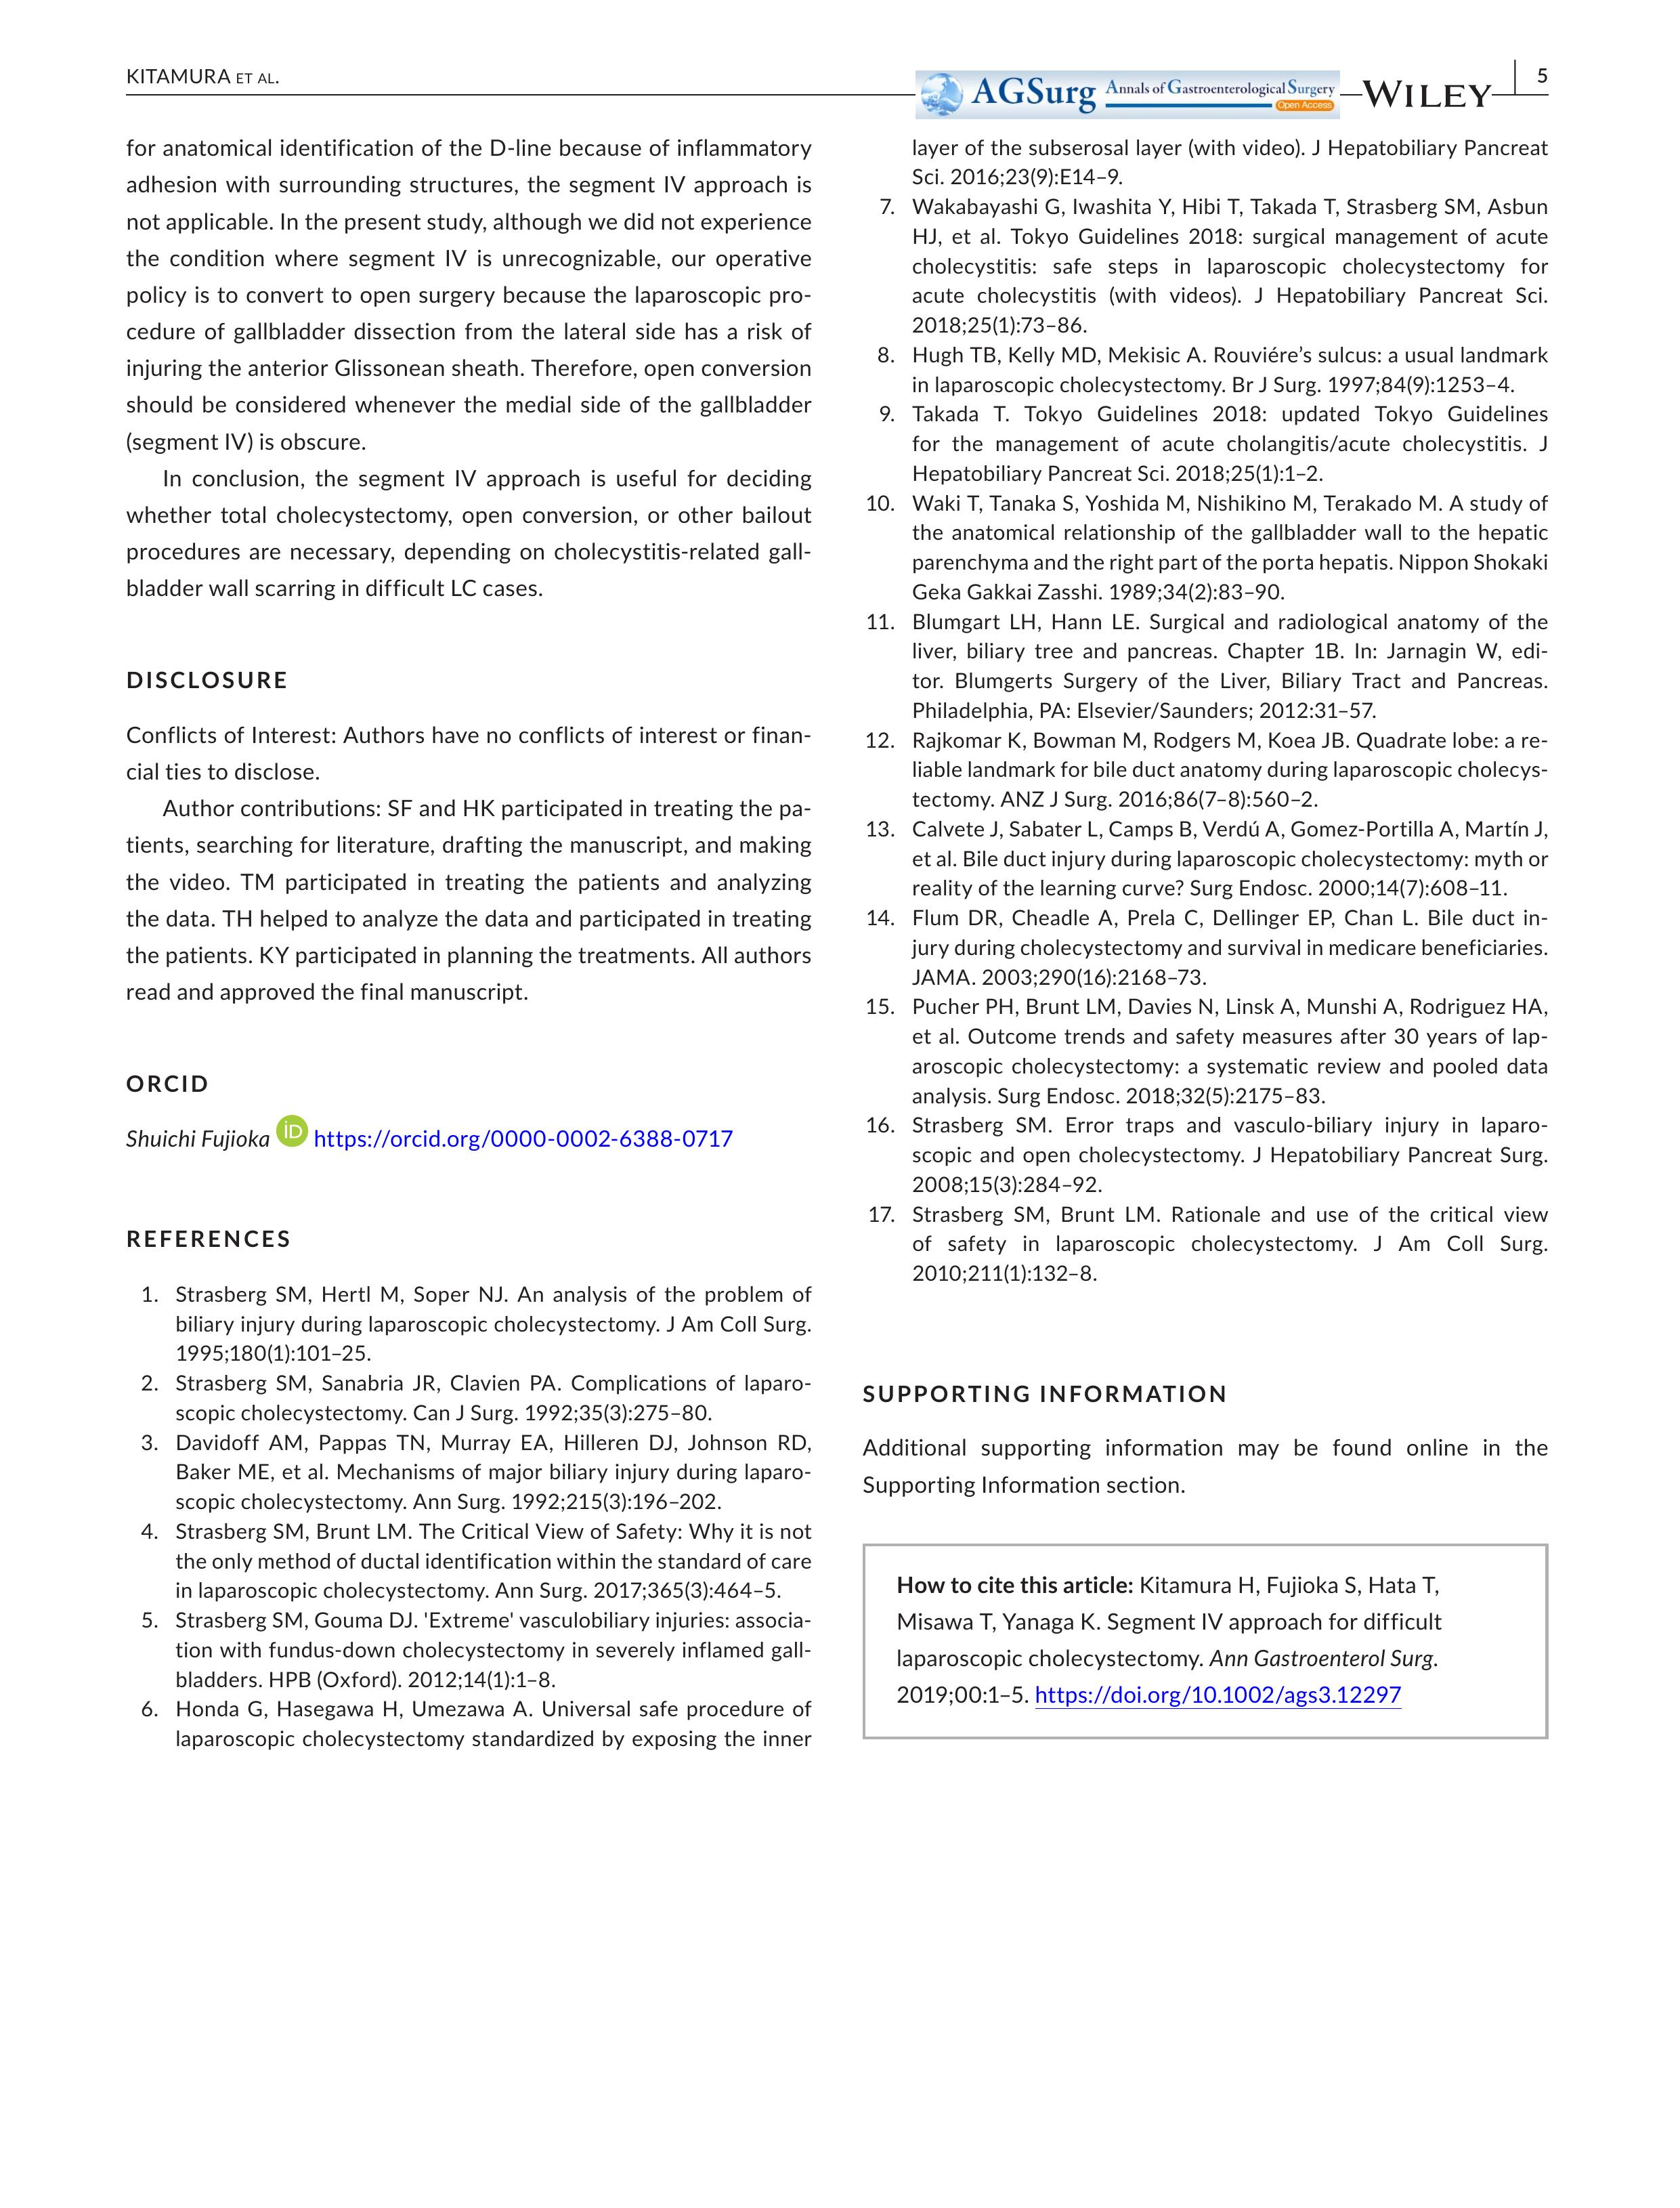 KITAMURA ET AL.
AGSurg Annals of Gastroenterological Surgery
Open Access
WILEY
5
for anatomical identification of the D-line because of inflammatory
adhesion with surrounding structures, the segment IV approach is
not applicable. In the present study, although we did not experience
the condition where segment IV is unrecognizable, our operative
policy is to convert to open surgery because the laparoscopic pro-
cedure of gallbladder dissection from the lateral side has a risk of
injuring the anterior Glissonean sheath. Therefore, open conversion
should be considered whenever the medial side of the gallbladder
(segment IV) is obscure.
In conclusion, the segment IV approach is useful for deciding
whether total cholecystectomy, open conversion, or other bailout
procedures are necessary, depending on cholecystitis-related gall-
bladder wall scarring in difficult LC cases.
DISCLOSURE
Conflicts of Interest: Authors have no conflicts of interest or finan-
cial ties to disclose.
Author contributions: SF and HK participated in treating the pa-
tients, searching for literature, drafting the manuscript, and making
the video. TM participated in treating the patients and analyzing
the data. TH helped to analyze the data and participated in treating
the patients. KY participated in planning the treatments. All authors
read and approved the final manuscript.
ORCID
Shuichi Fujioka iD https://orcid.org/0000-0002-6388-0717
REFERENCES
1. Strasberg SM, Hertl M, Soper NJ. An analysis of the problem of
biliary injury during laparoscopic cholecystectomy. J Am Coll Surg.
1995;180(1):101–25.
2. Strasberg SM, Sanabria JR, Clavien PA. Complications of laparo-
scopic cholecystectomy. Can J Surg. 1992;35(3):275–80.
3. Davidoff AM, Pappas TN, Murray EA, Hilleren DJ, Johnson RD,
Baker ME, et al. Mechanisms of major biliary injury during laparo-
scopic cholecystectomy. Ann Surg. 1992;215(3):196–202.
4. Strasberg SM, Brunt LM. The Critical View of Safety: Why it is not
the only method of ductal identification within the standard of care
in laparoscopic cholecystectomy. Ann Surg. 2017;365(3):464–5.
5. Strasberg SM, Gouma DJ. 'Extreme' vasculobiliary injuries: associa-
tion with fundus-down cholecystectomy in severely inflamed gall-
bladders. HPB (Oxford). 2012;14(1):1–8.
6. Honda G, Hasegawa H, Umezawa A. Universal safe procedure of
laparoscopic cholecystectomy standardized by exposing the inner
layer of the subserosal layer (with video). J Hepatobiliary Pancreat
Sci. 2016;23(9):E14–9.
7. Wakabayashi G, Iwashita Y, Hibi T, Takada T, Strasberg SM, Asbun
HJ, et al. Tokyo Guidelines 2018: surgical management of acute
cholecystitis: safe steps in laparoscopic cholecystectomy for
acute cholecystitis (with videos). J Hepatobiliary Pancreat Sci.
2018;25(1):73–86.
8. Hugh TB, Kelly MD, Mekisic A. Rouviére’s sulcus: a usual landmark
in laparoscopic cholecystectomy. Br J Surg. 1997;84(9):1253–4.
9. Takada T. Tokyo Guidelines 2018: updated Tokyo Guidelines
for the management of acute cholangitis/acute cholecystitis. J
Hepatobiliary Pancreat Sci. 2018;25(1):1–2.
10. Waki T, Tanaka S, Yoshida M, Nishikino M, Terakado M. A study of
the anatomical relationship of the gallbladder wall to the hepatic
parenchyma and the right part of the porta hepatis. Nippon Shokaki
Geka Gakkai Zasshi. 1989;34(2):83–90.
11. Blumgart LH, Hann LE. Surgical and radiological anatomy of the
liver, biliary tree and pancreas. Chapter 1B. In: Jarnagin W, edi-
tor. Blumgerts Surgery of the Liver, Biliary Tract and Pancreas.
Philadelphia, PA: Elsevier/Saunders; 2012:31–57.
12. Rajkomar K, Bowman M, Rodgers M, Koea JB. Quadrate lobe: a re-
liable landmark for bile duct anatomy during laparoscopic cholecys-
tectomy. ANZ J Surg. 2016;86(7–8):560–2.
13. Calvete J, Sabater L, Camps B, Verdú A, Gomez-Portilla A, Martín J,
et al. Bile duct injury during laparoscopic cholecystectomy: myth or
reality of the learning curve? Surg Endosc. 2000;14(7):608–11.
14. Flum DR, Cheadle A, Prela C, Dellinger EP, Chan L. Bile duct in-
jury during cholecystectomy and survival in medicare beneficiaries.
JAMA. 2003;290(16):2168–73.
15. Pucher PH, Brunt LM, Davies N, Linsk A, Munshi A, Rodriguez HA,
et al. Outcome trends and safety measures after 30 years of lap-
aroscopic cholecystectomy: a systematic review and pooled data
analysis. Surg Endosc. 2018;32(5):2175–83.
16. Strasberg SM. Error traps and vasculo-biliary injury in laparo-
scopic and open cholecystectomy. J Hepatobiliary Pancreat Surg.
2008;15(3):284–92.
17. Strasberg SM, Brunt LM. Rationale and use of the critical view
of safety in laparoscopic cholecystectomy. J Am Coll Surg.
2010;211(1):132–8.
SUPPORTING INFORMATION
Additional supporting information may be found online in the
Supporting Information section.
How to cite this article: Kitamura H, Fujioka S, Hata T,
Misawa T, Yanaga K. Segment IV approach for difficult
laparoscopic cholecystectomy. Ann Gastroenterol Surg.
2019;00:1–5. https://doi.org/10.1002/ags3.12297